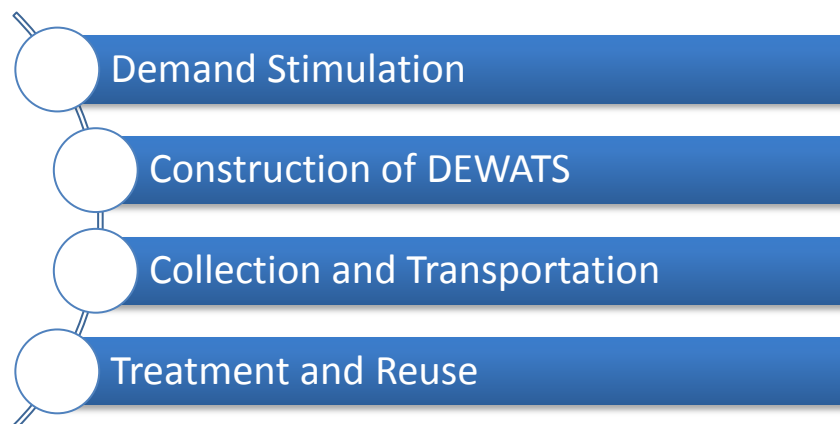 Demand Stimulation
Construction of DEWATS
Collection and Transportation
Treatment and Reuse